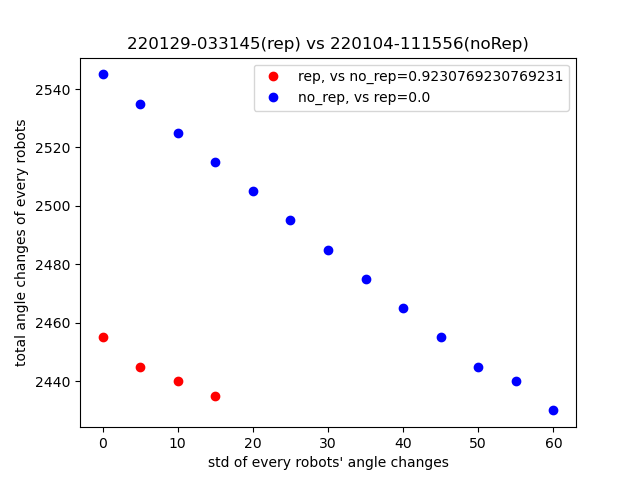 220129-033145(rep) vs 220104-111556(noRep)
rep, vs no_rep=0.9230769230769231
no_rep, vs rep=0.0
total angle changes of every robots
2540
2520
2500
2480
2460
2440
0 10 20 30 40 50 60
std of every robots' angle changes